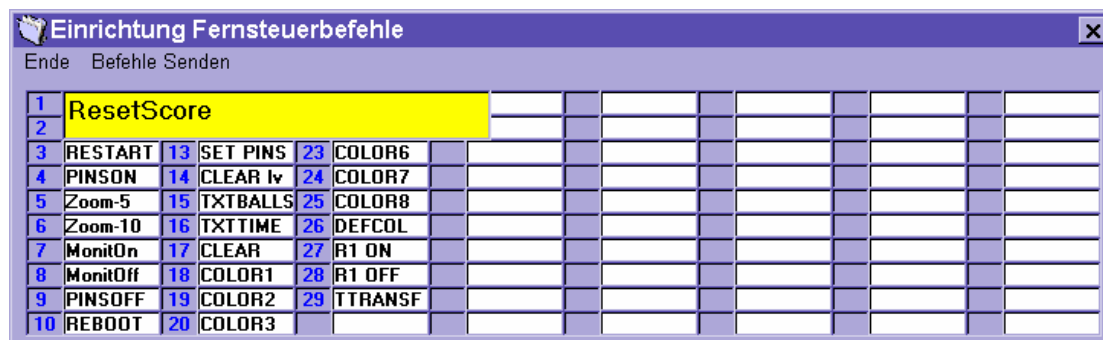 Einrichtung Fernsteuerbefehle
Ende Befehle Senden
1 ResetScore
2
3 RESTART 13 SET PINS 23 COLOR6
4 PINSON 14 CLEAR lv 24 COLOR7
5 Zoom-5 15 TXTBALLS 25 COLOR8
6 Zoom-10 16 TXTTIME 26 DEFCOL
7 MonitOn 17 CLEAR 27 R1 ON
8 MonitOff 18 COLOR1 28 R1 OFF
9 PINSOFF 19 COLOR2 29 TTRANSF
10 REBOOT 20 COLOR3